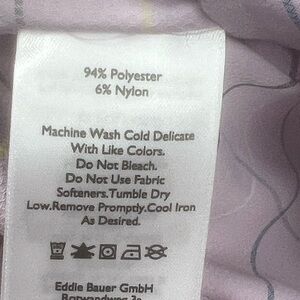 94% Polyester
6% Nylon
Machine Wash Cold Delicate
With Like Colors.
Do Not Bleach.
Do Not Use Fabric
Softeners.Tumble Dry
Low.Remove Promptly.Cool Iron
As Desired.
Eddie Bauer GmbH